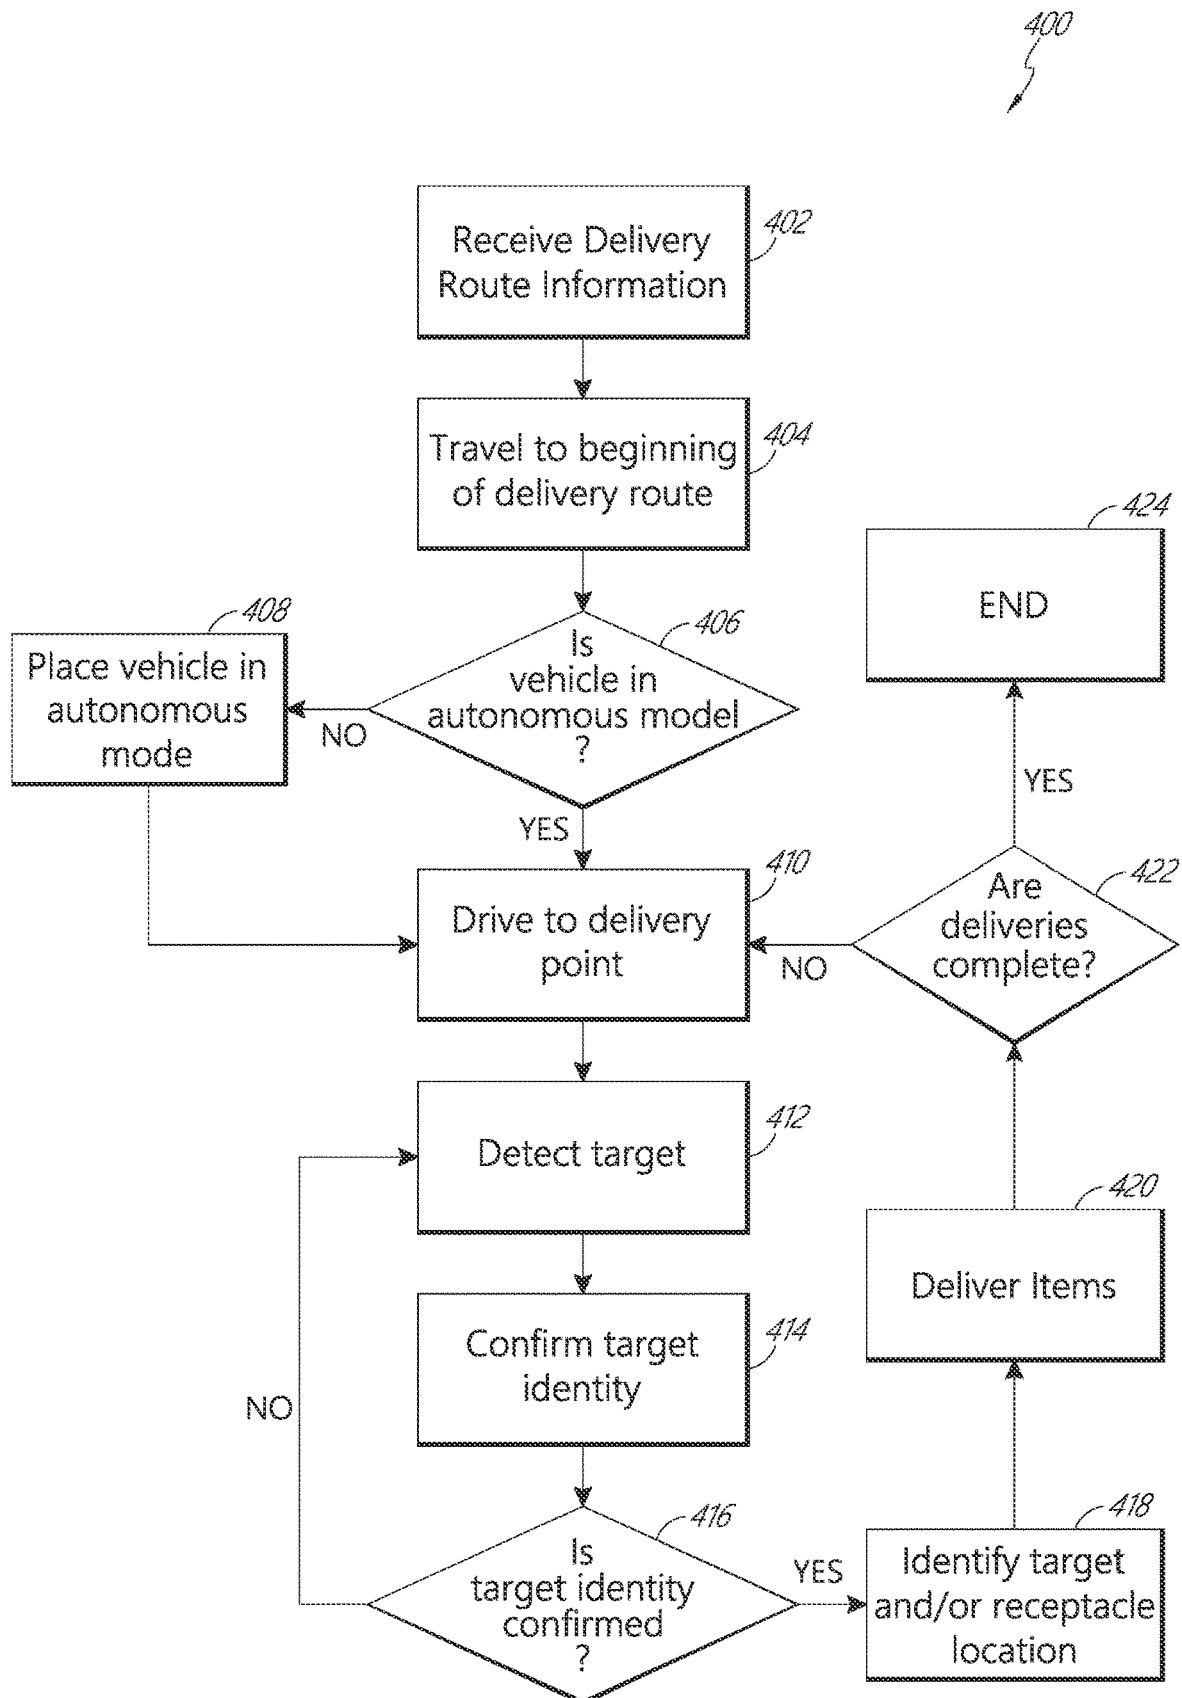 400
402
Receive Delivery
Route Information
404
Travel to beginning
of delivery route
424
END
408
Place vehicle in
autonomous
mode
406
Is
vehicle in
autonomous model
?
NO
YES
YES
410
Drive to delivery
point
422
Are
deliveries
complete?
NO
412
Detect target
420
Deliver Items
414
Confirm target
identity
NO
416
Is
target identity
confirmed
?
YES
418
Identify target
and/or receptacle
location